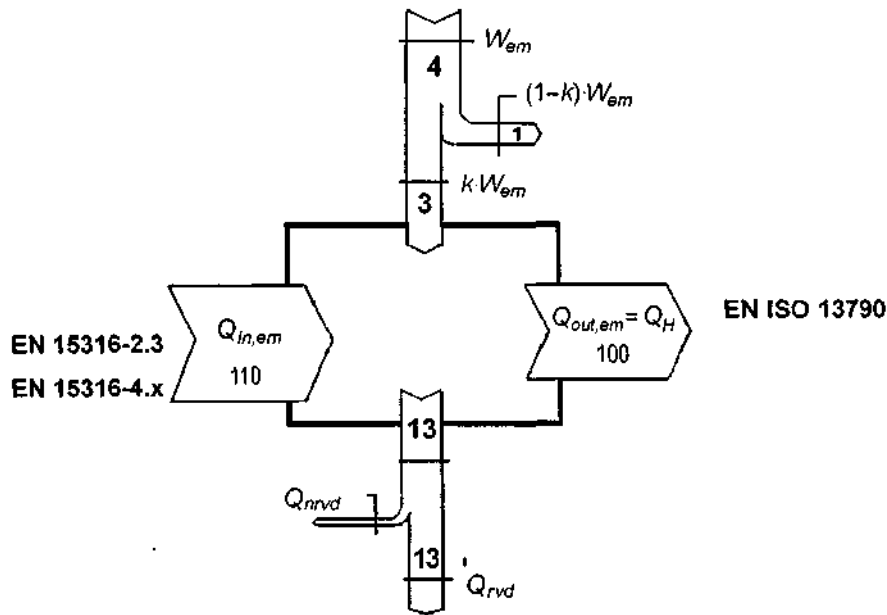 W_em
4
(1−k)·W_em
1
k·W_em
3
Q_in,em
110
Q_out,em = Q_H
100
EN ISO 13790
EN 15316-2.3
EN 15316-4.x
13
Q_nrvd
13
Q_rvd